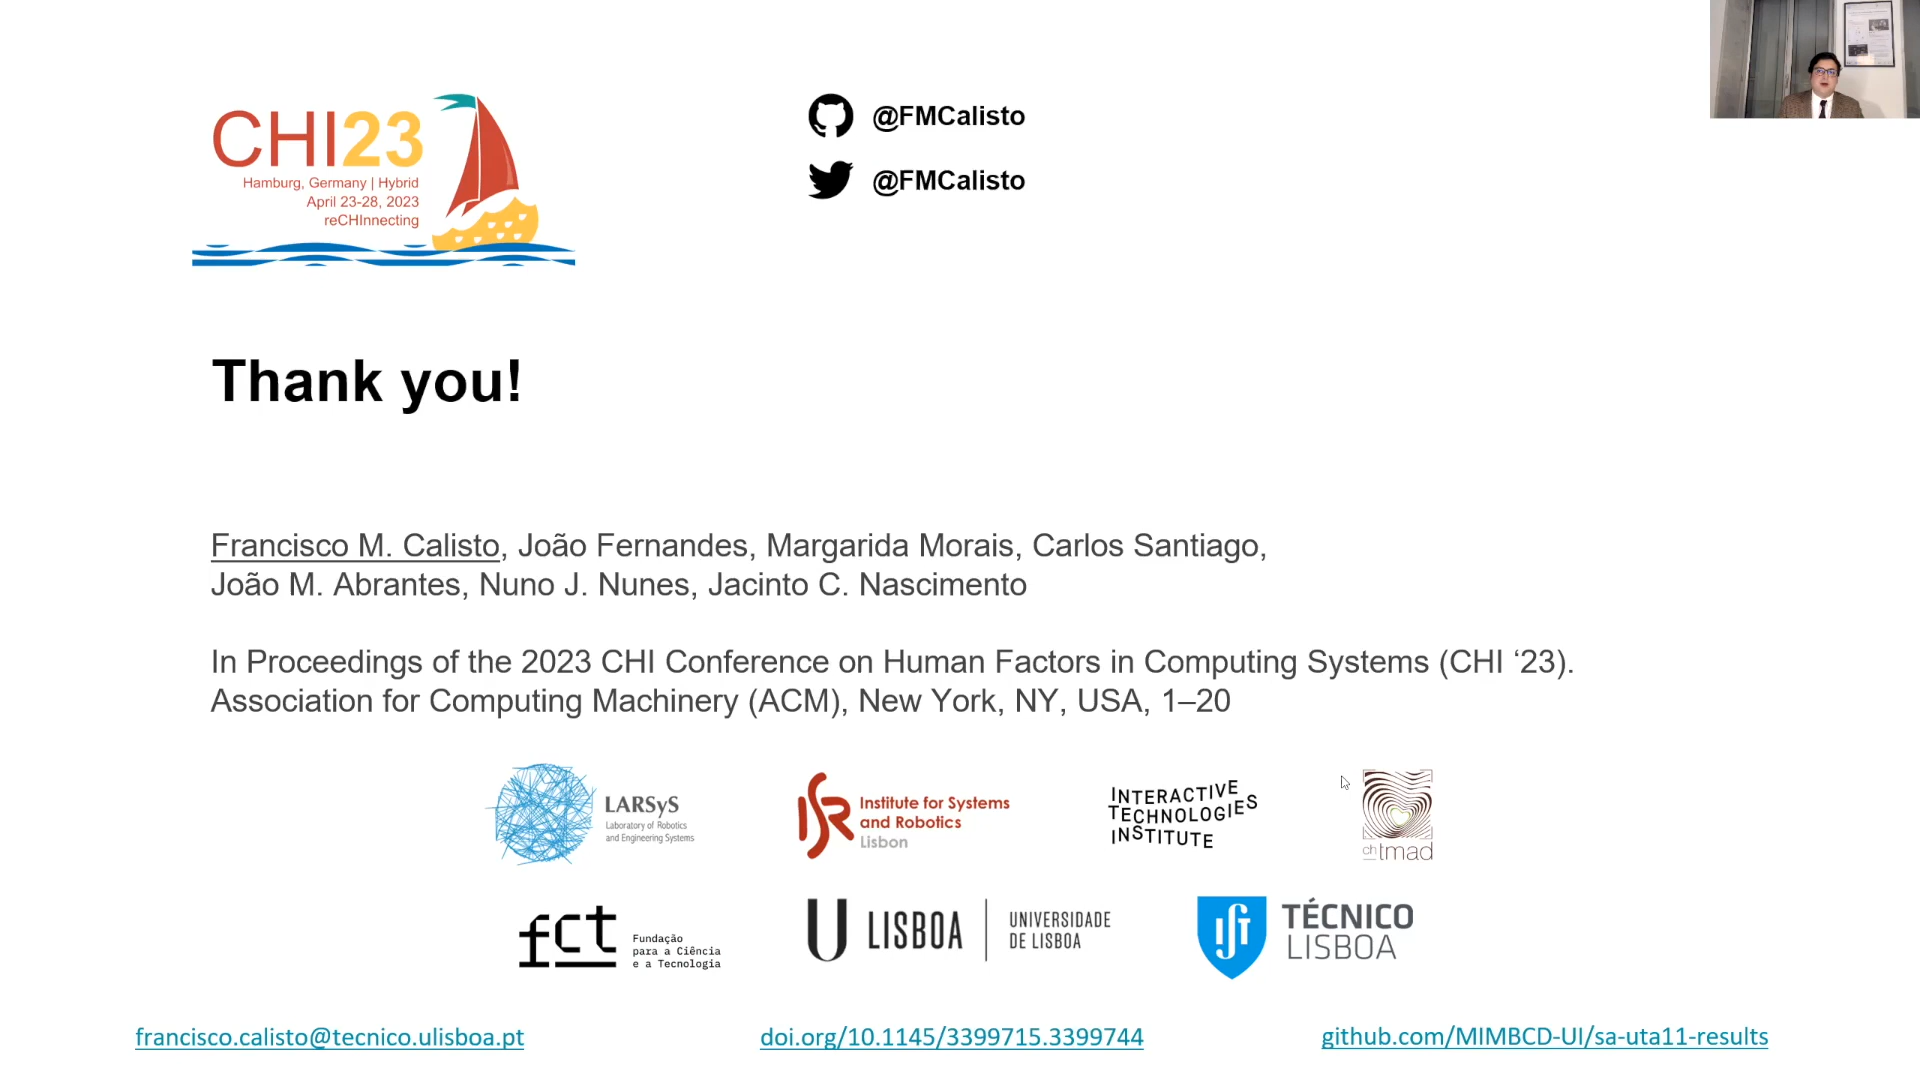 CHI23
Hamburg, Germany | Hybrid
April 23-28, 2023
reCHInnecting
@FMCalisto
@FMCalisto
Thank you!
Francisco M. Calisto, João Fernandes, Margarida Morais, Carlos Santiago,
João M. Abrantes, Nuno J. Nunes, Jacinto C. Nascimento
In Proceedings of the 2023 CHI Conference on Human Factors in Computing Systems (CHI ‘23).
Association for Computing Machinery (ACM), New York, NY, USA, 1–20
LARSyS
Laboratory of Robotics
and Engineering Systems
ISR
Institute for Systems
and Robotics
Lisbon
INTERACTIVE
TECHNOLOGIES
INSTITUTE
chtmad
fct
Fundação
para a Ciência
e a Tecnologia
U LISBOA
UNIVERSIDADE
DE LISBOA
TÉCNICO
LISBOA
francisco.calisto@tecnico.ulisboa.pt
doi.org/10.1145/3399715.3399744
github.com/MIMBCD-UI/sa-uta11-results